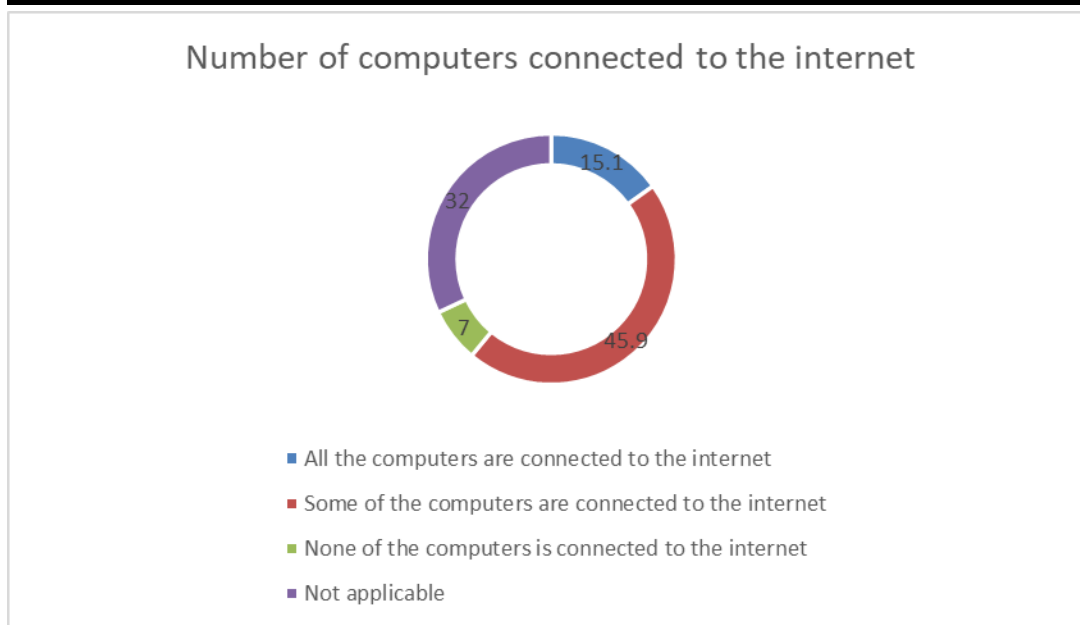 Number of computers connected to the internet
15.1
32
7
45.9
All the computers are connected to the internet
Some of the computers are connected to the internet
None of the computers is connected to the internet
Not applicable